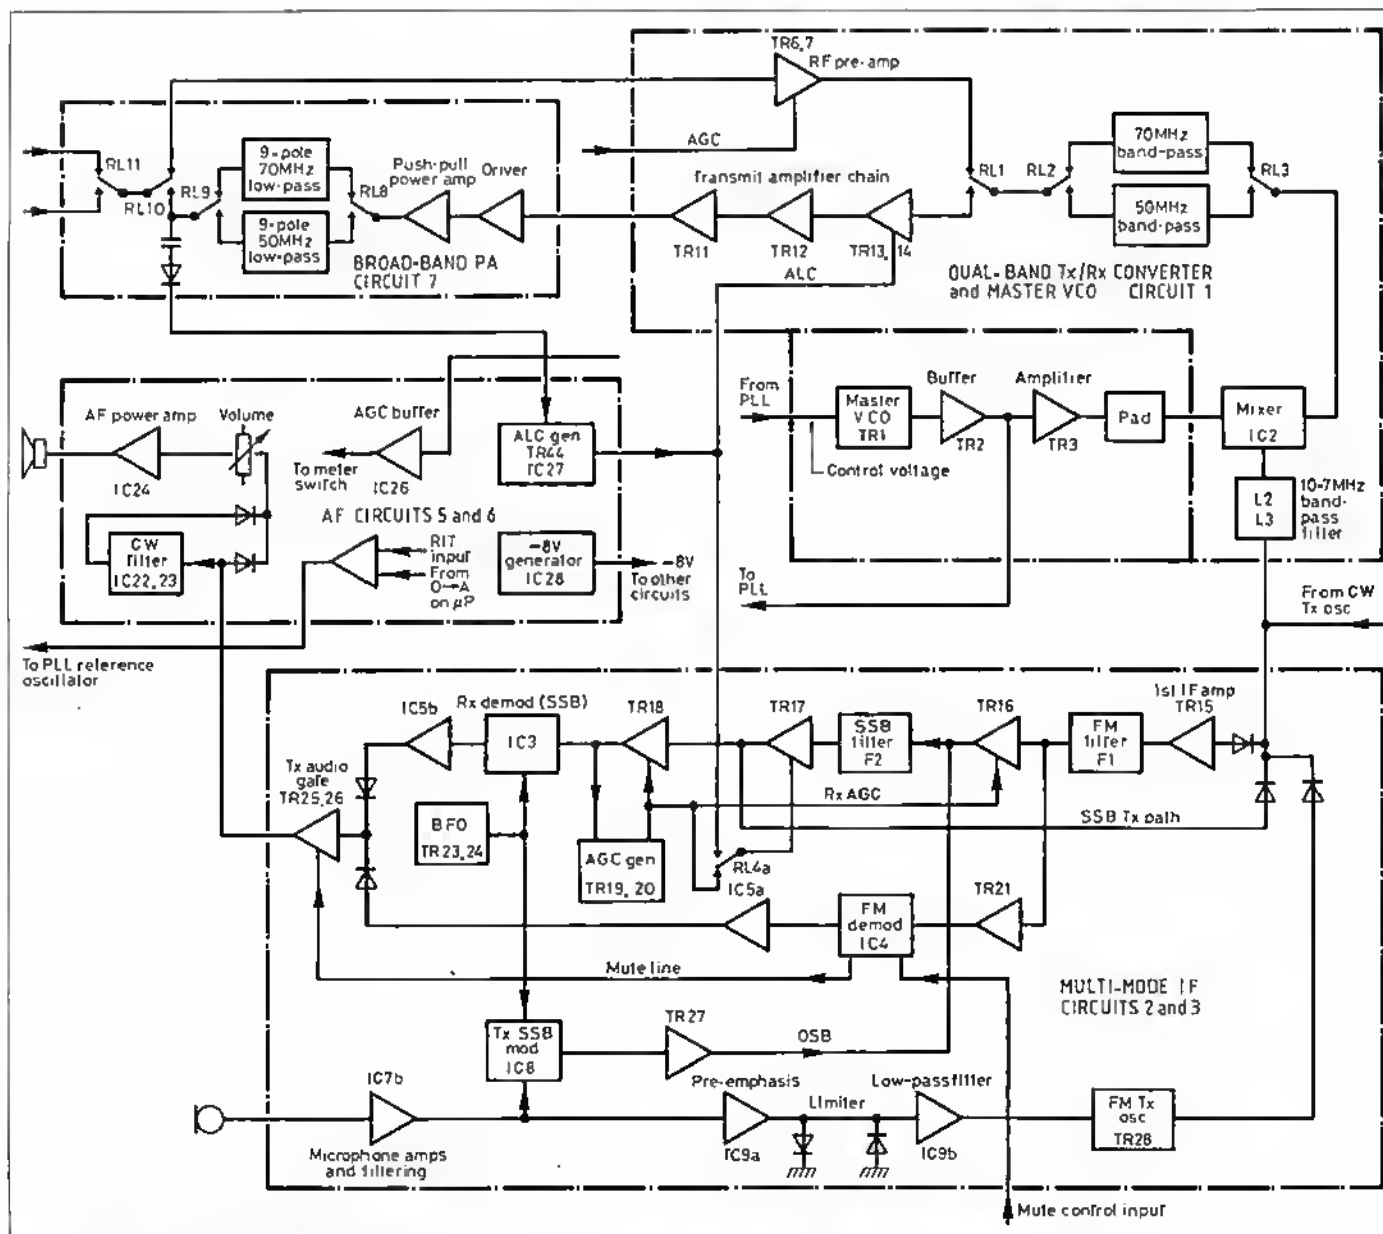 TR6,7
RF pre-amp
AGC
RL11
RL10
RL9
9-pole
70MHz
low-pass
9-pole
50MHz
low-pass
RL8
Push-pull
power amp
Driver
BROAD-BAND PA
CIRCUIT 7
Transmit amplifier chain
TR11
TR12
TR13, 14
ALC
RL1
RL2
70MHz
band-pass
50MHz
band-pass
RL3
DUAL-BAND Tx/Rx CONVERTER
and MASTER VCO CIRCUIT 1
From
PLL
Master
VCO
TR1
Control voltage
Buffer
TR2
Amplifier
TR3
Pad
Mixer
IC2
L2
L3
10·7MHz
band-
pass
filter
To
PLL
From CW
Tx osc
AF power amp
IC24
Volume
AGC buffer
To meter
switch
IC26
ALC gen
TR44
IC27
AF CIRCUITS 5 and 6
CW
filter
IC22,23
RIT
input
From
D→A
on µP
-8V
generator
IC28
-8V
To other
circuits
To PLL reference
oscillator
IC5b
Rx demod (SSB)
IC3
TR18
TR17
SSB
filter
F2
TR16
FM
filter
F1
1st IF amp
TR15
Tx audio
gate
TR25,26
BFO
TR23,24
AGC gen
TR19, 20
Rx AGC
SSB Tx path
RL4a
IC5a
FM
demod
IC4
TR21
Mute line
MULTI-MODE IF
CIRCUITS 2 and 3
Tx SSB
mod
IC8
TR27
DSB
IC7b
Microphone amps
and filtering
Pre-emphasis
IC9a
Limiter
Low-pass filter
IC9b
FM Tx
osc
TR28
Mute control input